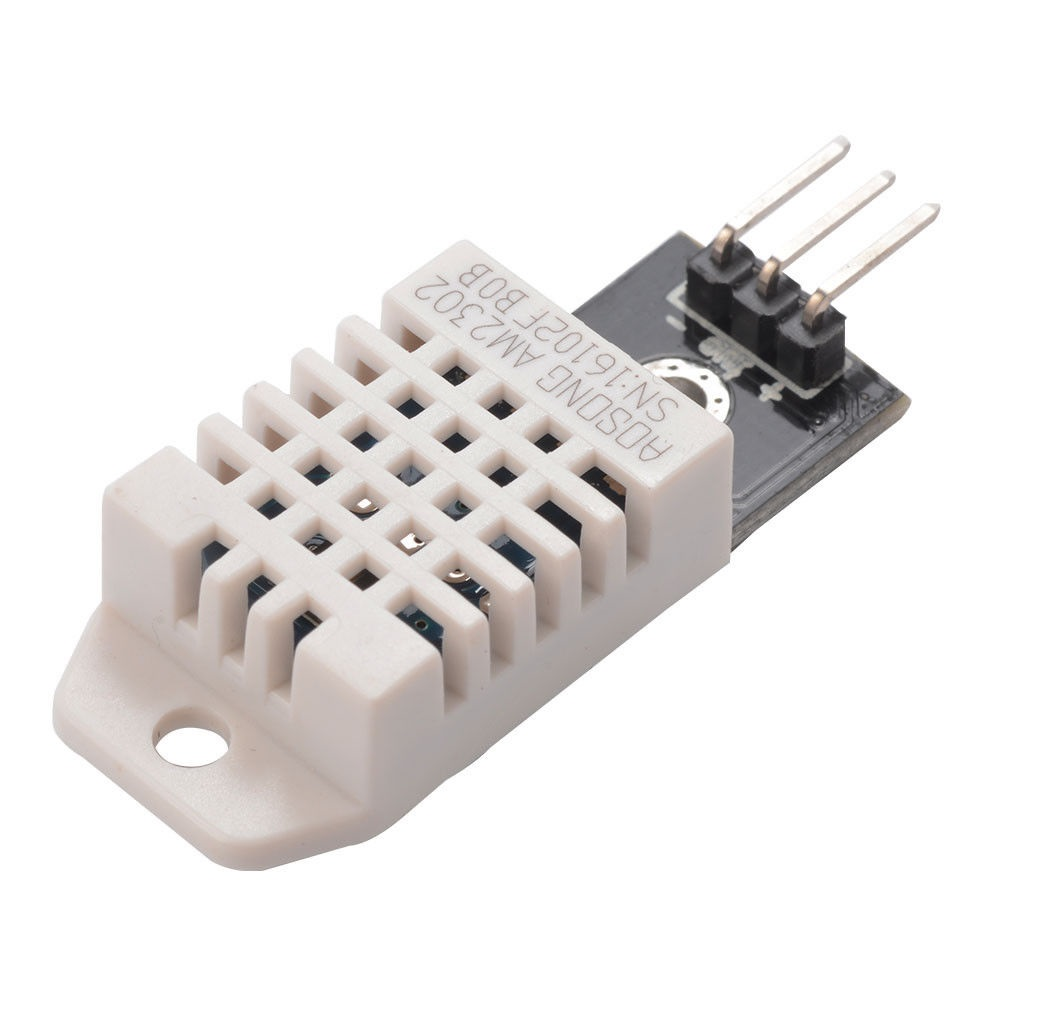 AOSONG AM2302
SN:16102F B0B
+